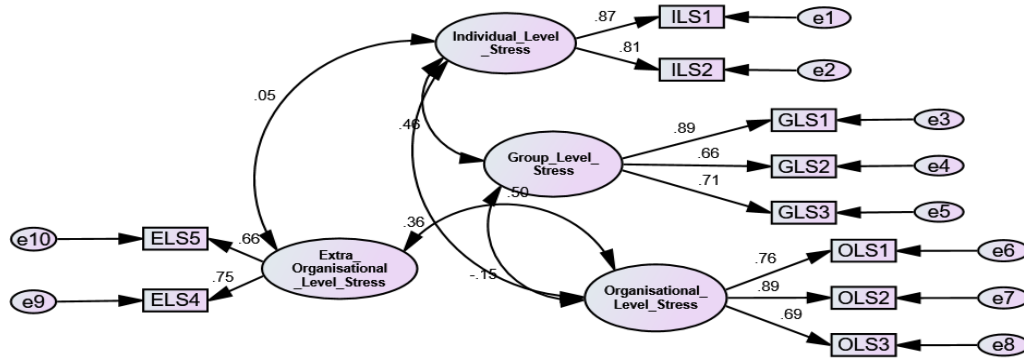 .87
ILS1
e1
Individual_Level
_Stress
.81
ILS2
e2
.05
.46
.89
GLS1
e3
Group_Level_
Stress
.66
GLS2
e4
.71
GLS3
e5
.50
.36
e10
ELS5
.66
Extra_
Organisational
_Level_Stress
.75
e9
ELS4
-.15
Organisational_
Level_Stress
.76
OLS1
e6
.89
OLS2
e7
.69
OLS3
e8